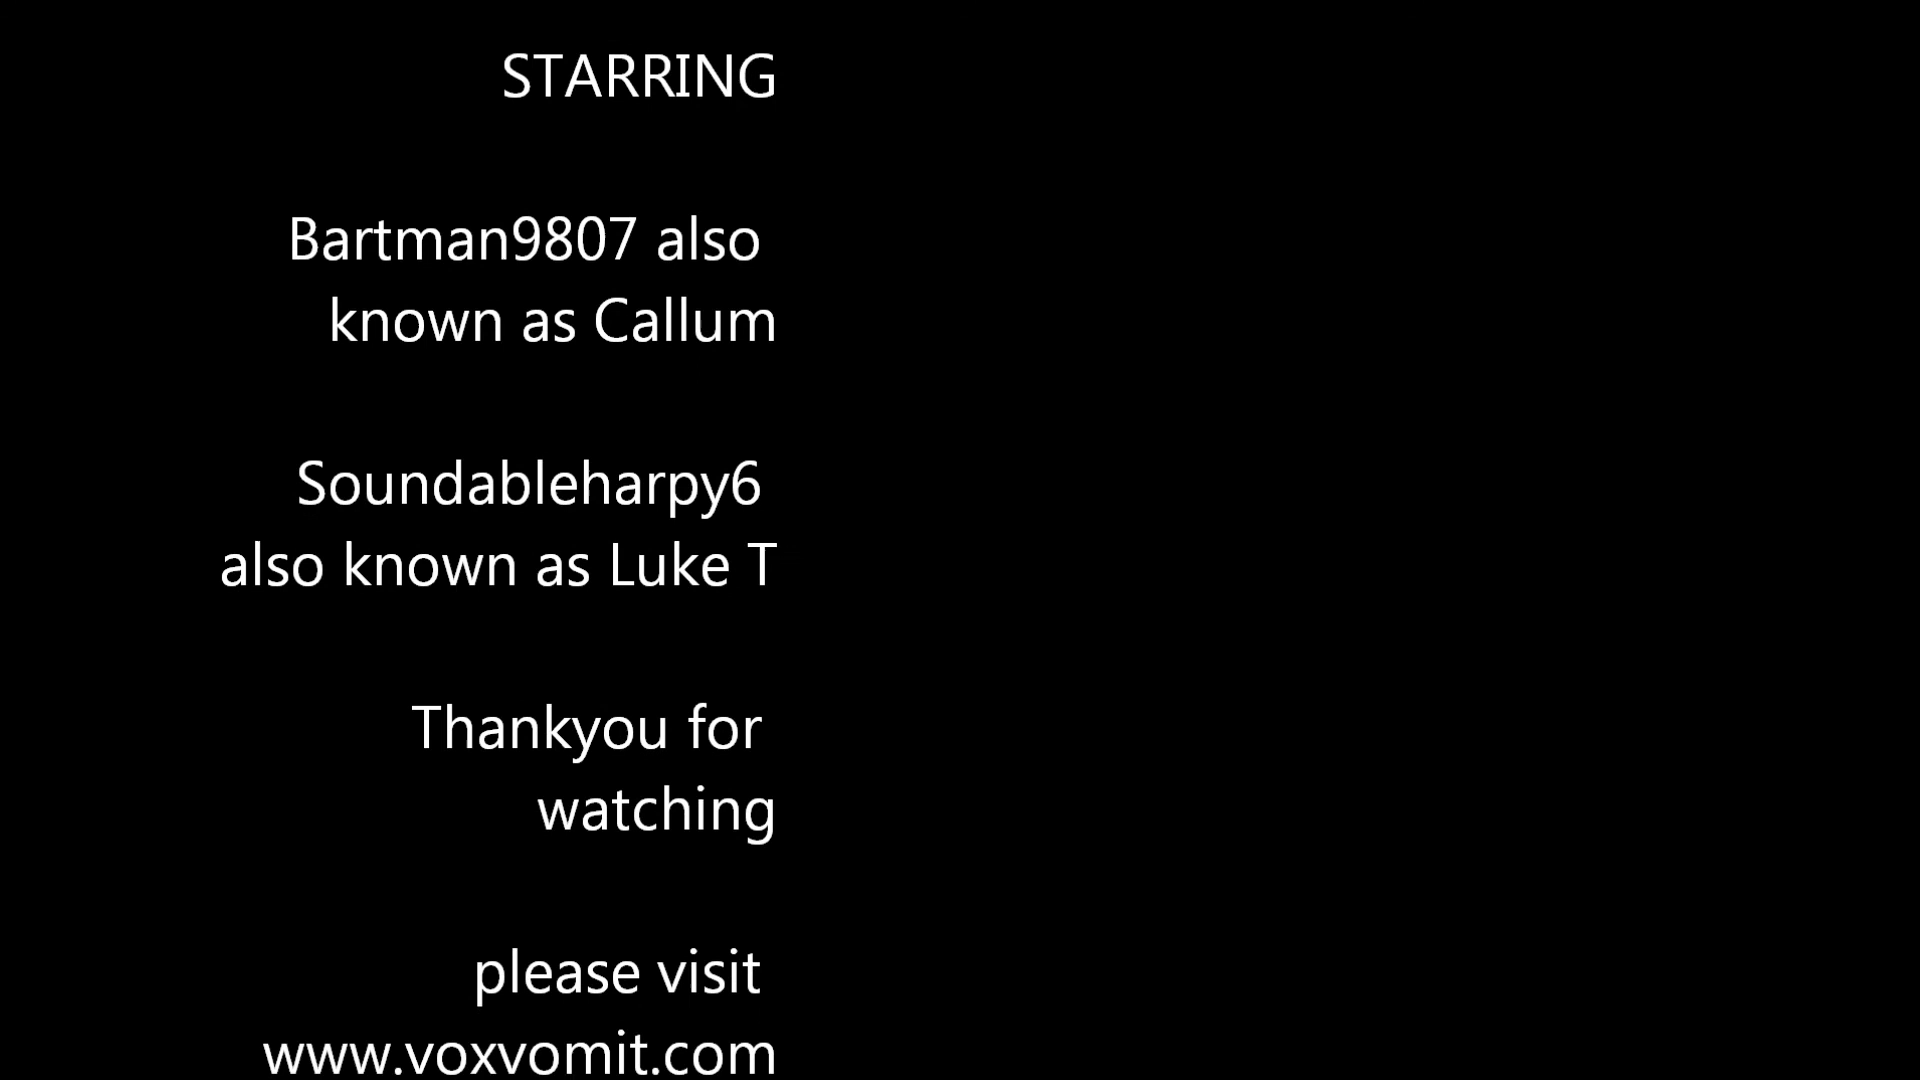 STARRING
Bartman9807 also
known as Callum
Soundableharpy6
also known as Luke T
Thankyou for
watching
please visit
www.voxvomit.com